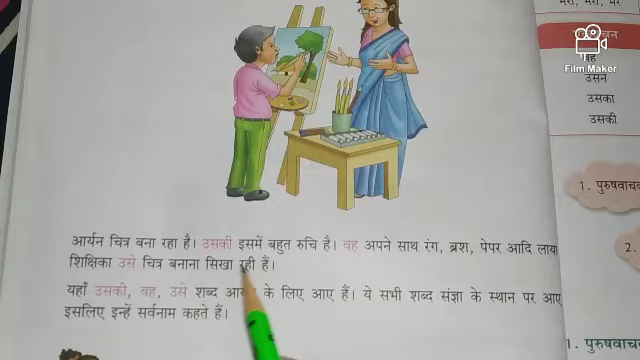 मेरा, मेरी, मेरे
Film Maker
वह
उसने
उसका
उसकी
1. पुरुषवाचक
2.
आर्यन चित्र बना रहा है। उसकी इसमें बहुत रुचि है। वह अपने साथ रंग, ब्रश, पेपर आदि लाया
शिक्षिका उसे चित्र बनाना सिखा रही हैं।
यहाँ उसकी, वह, उसे शब्द आर्य के लिए आए हैं। ये सभी शब्द संज्ञा के स्थान पर आए
इसलिए इन्हें सर्वनाम कहते हैं।
1. पुरुषवाच